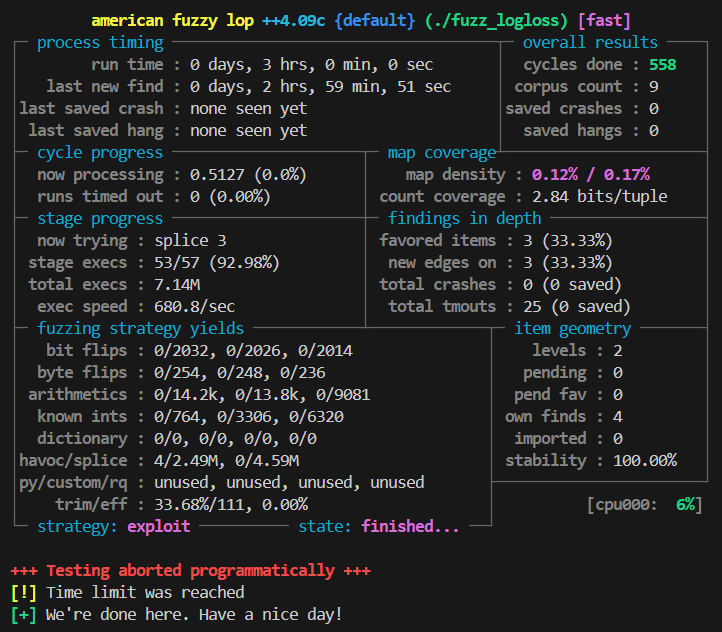 american fuzzy lop ++4.09c {default} (./fuzz_logloss) [fast]
process timing overall results
run time : 0 days, 3 hrs, 0 min, 0 sec cycles done : 558
last new find : 0 days, 2 hrs, 59 min, 51 sec corpus count : 9
last saved crash : none seen yet saved crashes : 0
last saved hang : none seen yet saved hangs : 0
cycle progress map coverage
now processing : 0.5127 (0.0%) map density : 0.12% / 0.17%
runs timed out : 0 (0.00%) count coverage : 2.84 bits/tuple
stage progress findings in depth
now trying : splice 3 favored items : 3 (33.33%)
stage execs : 53/57 (92.98%) new edges on : 3 (33.33%)
total execs : 7.14M total crashes : 0 (0 saved)
exec speed : 680.8/sec total tmouts : 25 (0 saved)
fuzzing strategy yields item geometry
bit flips : 0/2032, 0/2026, 0/2014 levels : 2
byte flips : 0/254, 0/248, 0/236 pending : 0
arithmetics : 0/14.2k, 0/13.8k, 0/9081 pend fav : 0
known ints : 0/764, 0/3306, 0/6320 own finds : 4
dictionary : 0/0, 0/0, 0/0, 0/0 imported : 0
havoc/splice : 4/2.49M, 0/4.59M stability : 100.00%
py/custom/rq : unused, unused, unused, unused
trim/eff : 33.68%/111, 0.00% [cpu000: 6%]
strategy: exploit state: finished...
+++ Testing aborted programmatically +++
[!] Time limit was reached
[+] We're done here. Have a nice day!